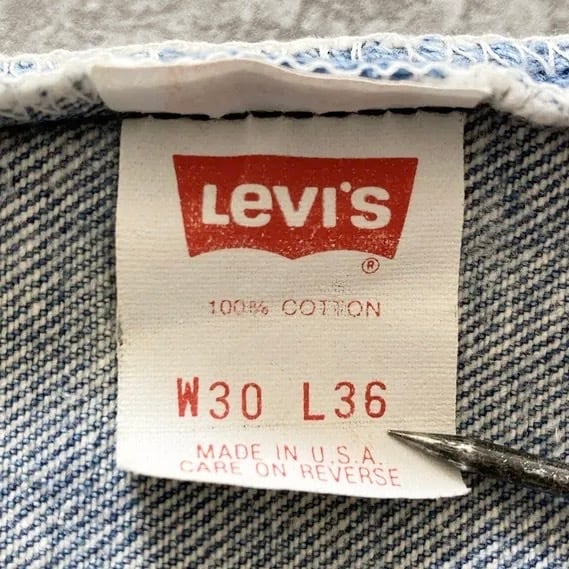 Levi's
®
100% COTTON
W30 L36
MADE IN U.S.A.
CARE ON REVERSE